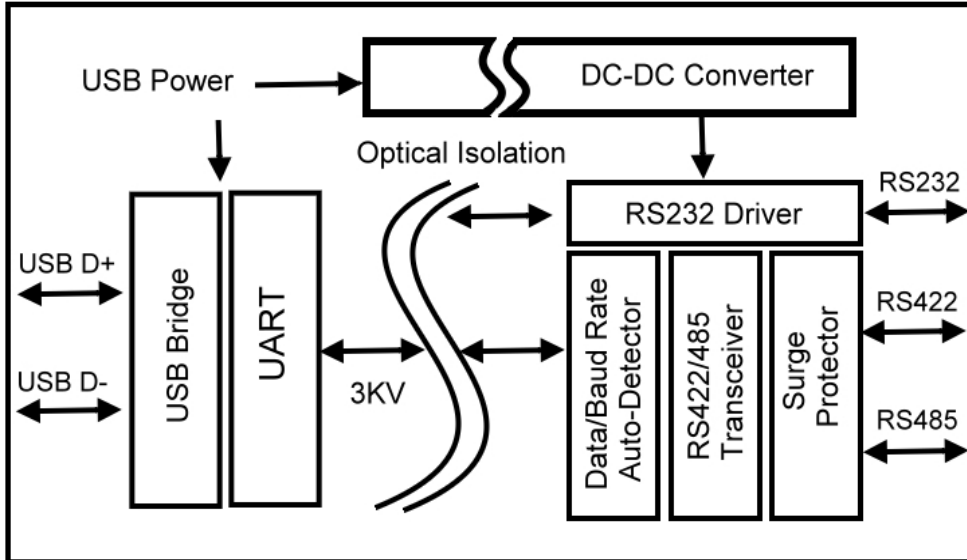 USB Power
DC-DC Converter
Optical Isolation
RS232 Driver
RS232
USB D+
USB D-
USB Bridge
UART
3KV
Data/Baud Rate
Auto-Detector
RS422/485
Transceiver
Surge
Protector
RS422
RS485